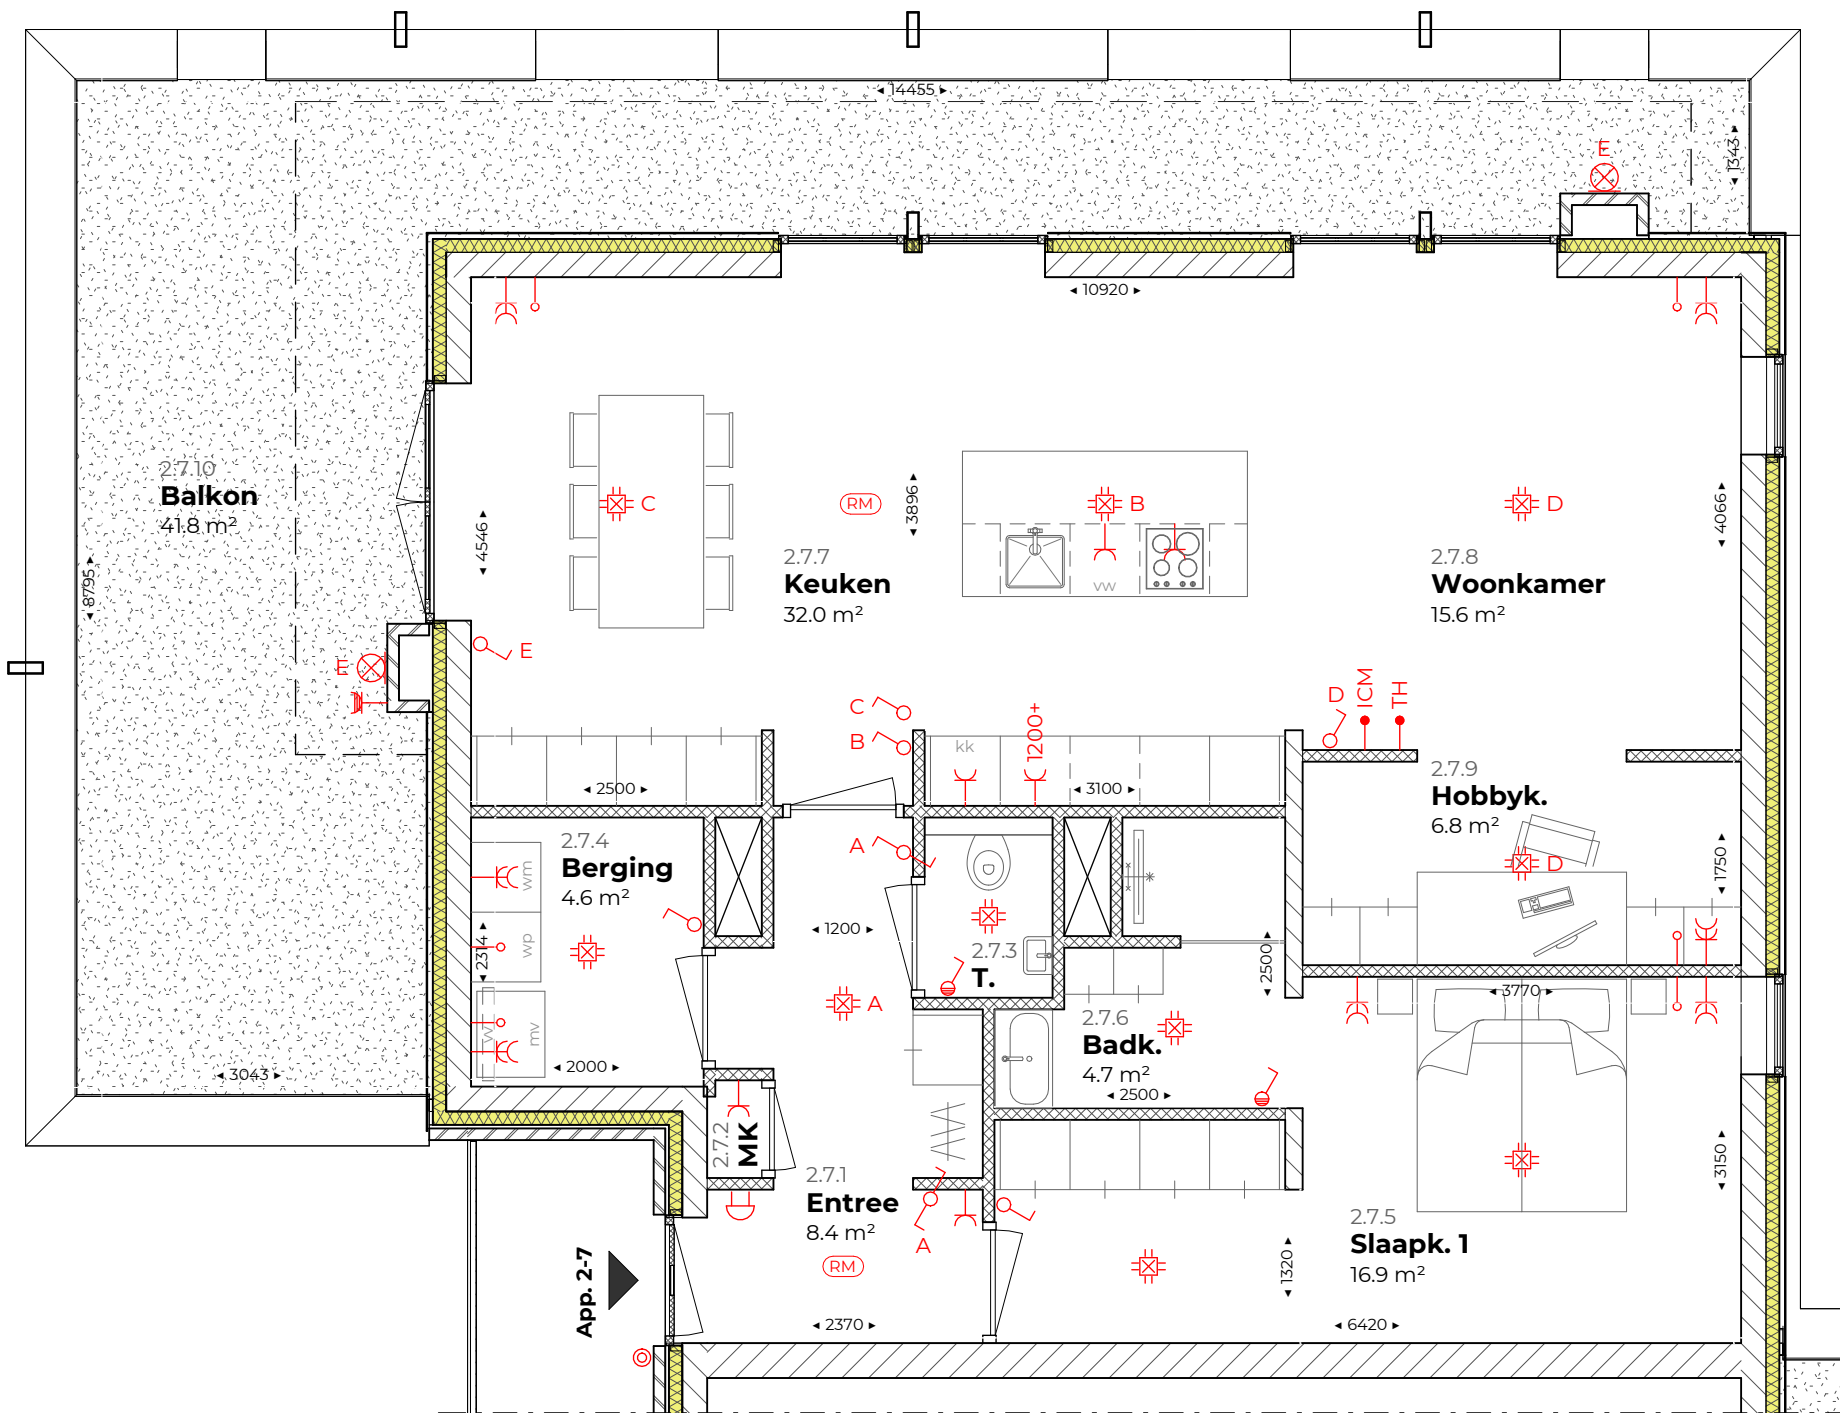 14455
1343
E
10920
2.7.10
Balkon
41.8 m²
8795
4546
C
RM
3896
B
D
4066
2.7.7
Keuken
32.0 m²
vw
2.7.8
Woonkamer
15.6 m²
E
E
C
B
kk
1200+
D
ICM
TH
2500
3100
2.7.9
Hobbyk.
6.8 m²
2.7.4
Berging
4.6 m²
wm
A
D
1750
1200
wp
2314
2.7.3
T.
2500
3770
A
2.7.6
Badk.
4.7 m²
2500
vv
mv
2000
3043
2.7.2
MK
2.7.1
Entree
8.4 m²
A
RM
3150
2.7.5
Slaapk. 1
16.9 m²
1320
App. 2-7
2370
6420